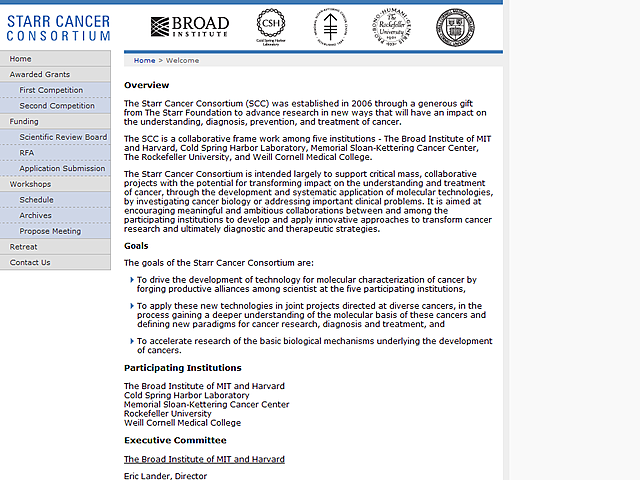 STARR CANCER
CONSORTIUM
BROAD
INSTITUTE
CSH
Cold Spring Harbor
Laboratory
The
Rockefeller
University
Home
Awarded Grants
First Competition
Second Competition
Funding
Scientific Review Board
RFA
Application Submission
Workshops
Schedule
Archives
Propose Meeting
Retreat
Contact Us
Home > Welcome
Overview
The Starr Cancer Consortium (SCC) was established in 2006 through a generous gift
from The Starr Foundation to advance research in new ways that will have an impact on
the understanding, diagnosis, prevention, and treatment of cancer.
The SCC is a collaborative frame work among five institutions - The Broad Institute of MIT
and Harvard, Cold Spring Harbor Laboratory, Memorial Sloan-Kettering Cancer Center,
The Rockefeller University, and Weill Cornell Medical College.
The Starr Cancer Consortium is intended largely to support critical mass, collaborative
projects with the potential for transforming impact on the understanding and treatment
of cancer, through the development and systematic application of molecular technologies,
by investigating cancer biology or addressing important clinical problems. It is aimed at
encouraging meaningful and ambitious collaborations between and among the
participating institutions to develop and apply innovative approaches to transform cancer
research and ultimately diagnostic and therapeutic strategies.
Goals
The goals of the Starr Cancer Consortium are:
To drive the development of technology for molecular characterization of cancer by
forging productive alliances among scientist at the five participating institutions,
To apply these new technologies in joint projects directed at diverse cancers, in the
process gaining a deeper understanding of the molecular basis of these cancers and
defining new paradigms for cancer research, diagnosis and treatment, and
To accelerate research of the basic biological mechanisms underlying the development
of cancers.
Participating Institutions
The Broad Institute of MIT and Harvard
Cold Spring Harbor Laboratory
Memorial Sloan-Kettering Cancer Center
Rockefeller University
Weill Cornell Medical College
Executive Committee
The Broad Institute of MIT and Harvard
Eric Lander, Director